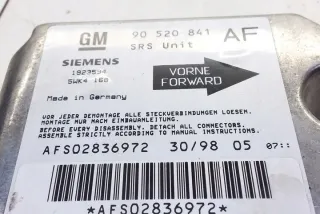 GM 90 520 841 AF
SRS Unit
SIEMENS
VORNE
FORWARD
5WK4 168
Made in Germany
VOR JEDER DEMONTAGE ALLE STECKVERBINDUNGEN LOESEN.
MONTAGE NUR NACH EINBAUANLEITUNG.
BEFORE EVERY DISASSEMBLY, DETACH ALL CONNECTORS.
ASSEMBLE STRICTLY ACCORDING TO MANUAL INSTRUCTIONS.
AFS02836972 30/98 05
*AFS02836972*